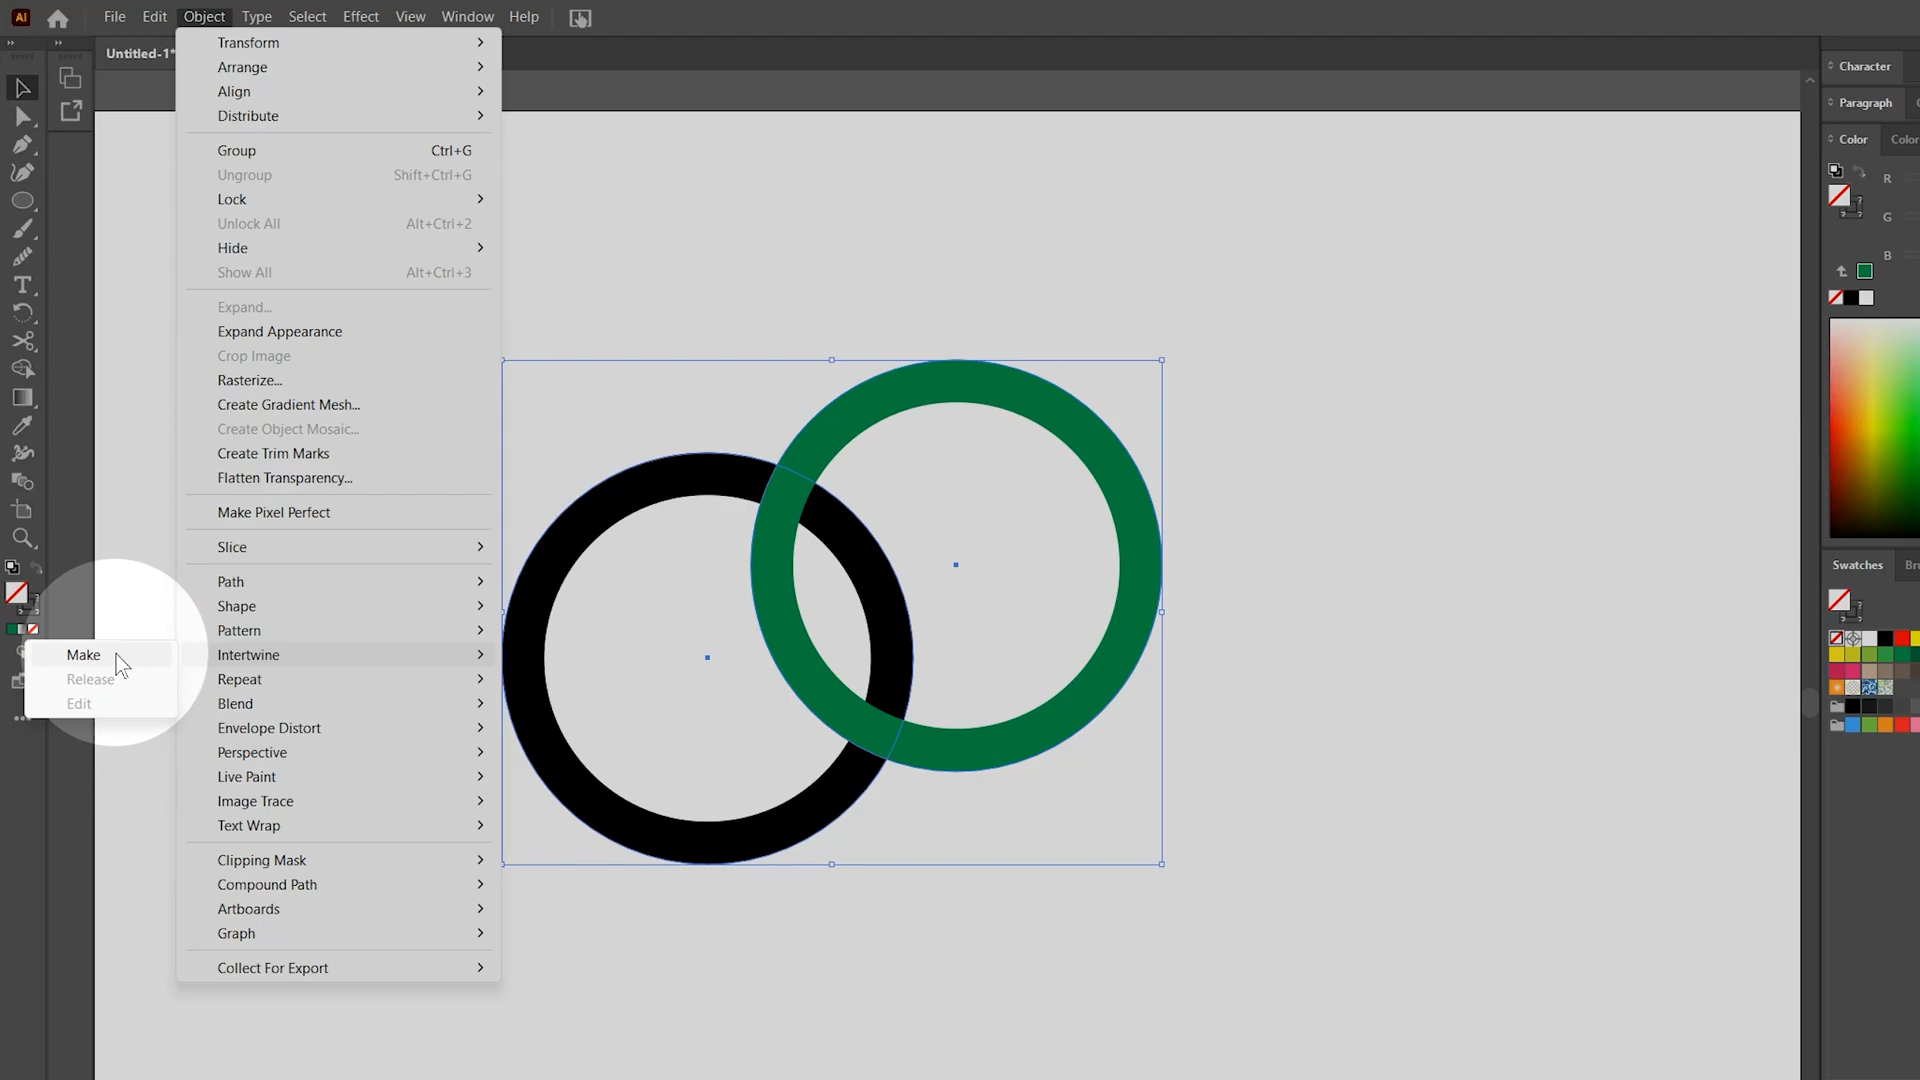 Ai File Edit Object Type Select Effect View Window Help
Untitled-1*
Transform
Arrange
Align
Distribute
Group Ctrl+G
Ungroup Shift+Ctrl+G
Lock
Unlock All Alt+Ctrl+2
Hide
Show All Alt+Ctrl+3
Expand...
Expand Appearance
Crop Image
Rasterize...
Create Gradient Mesh...
Create Object Mosaic...
Create Trim Marks
Flatten Transparency...
Make Pixel Perfect
Slice
Path
Shape
Pattern
Intertwine
Repeat
Blend
Envelope Distort
Perspective
Live Paint
Image Trace
Text Wrap
Clipping Mask
Compound Path
Artboards
Graph
Collect For Export
Make
Release
Edit
Character
Paragraph
Color Color
R
G
B
Swatches Bru